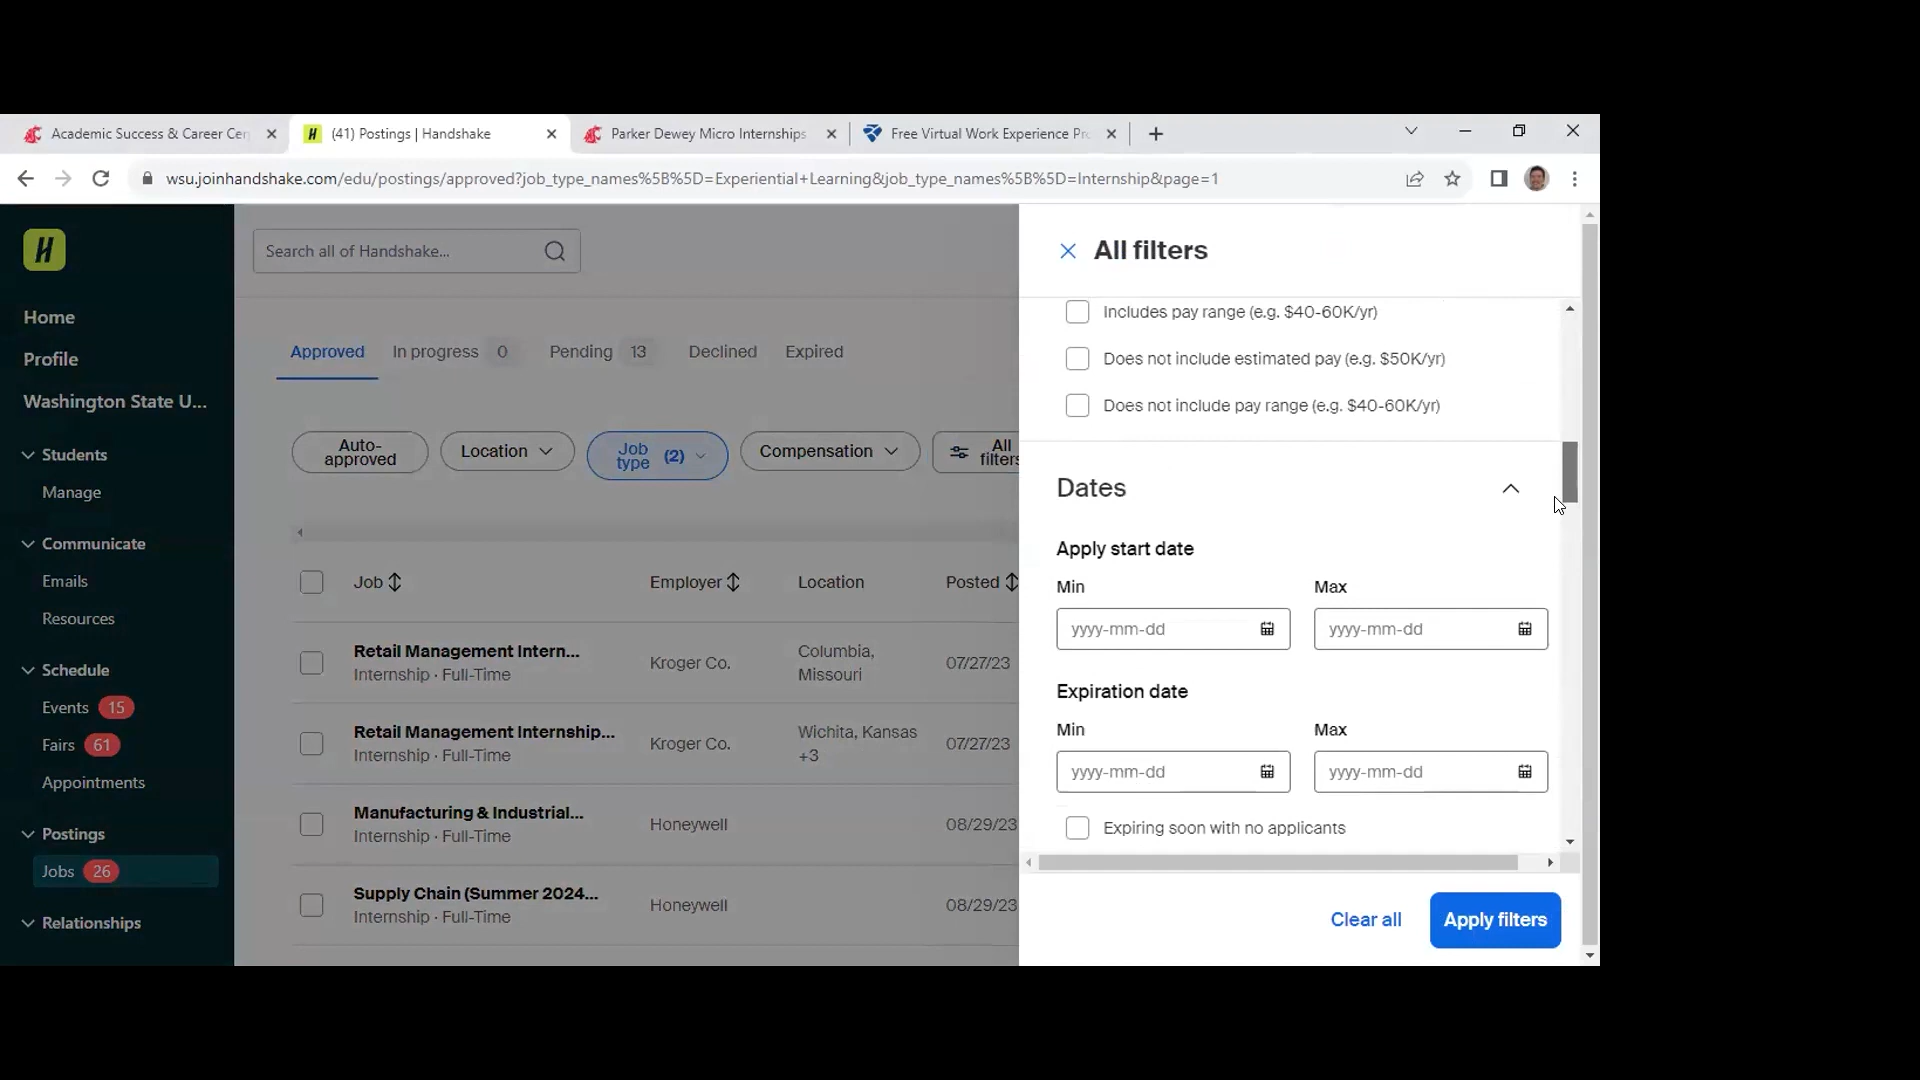 Academic Success & Career Cen
(41) Postings | Handshake
Parker Dewey Micro Internships
Free Virtual Work Experience Pro
wsu.joinhandshake.com/edu/postings/approved?job_type_names%5B%5D=Experiential+Learning&job_type_names%5B%5D=Internship&page=1
H
Home
Profile
Washington State U...
Students
Manage
Communicate
Emails
Resources
Schedule
Events 15
Fairs 61
Appointments
Postings
Jobs 26
Relationships
Search all of Handshake...
Approved In progress 0 Pending 13 Declined Expired
Auto-approved Location Job type (2) Compensation All filters
Job Employer Location Posted
Retail Management Intern... Kroger Co. Columbia, Missouri 07/27/23
Internship · Full-Time
Retail Management Internship... Kroger Co. Wichita, Kansas +3 07/27/23
Internship · Full-Time
Manufacturing & Industrial... Honeywell 08/29/23
Internship · Full-Time
Supply Chain (Summer 2024... Honeywell 08/29/23
Internship · Full-Time
All filters
Includes pay range (e.g. $40-60K/yr)
Does not include estimated pay (e.g. $50K/yr)
Does not include pay range (e.g. $40-60K/yr)
Dates
Apply start date
Min Max
yyyy-mm-dd yyyy-mm-dd
Expiration date
Min Max
yyyy-mm-dd yyyy-mm-dd
Expiring soon with no applicants
Clear all Apply filters